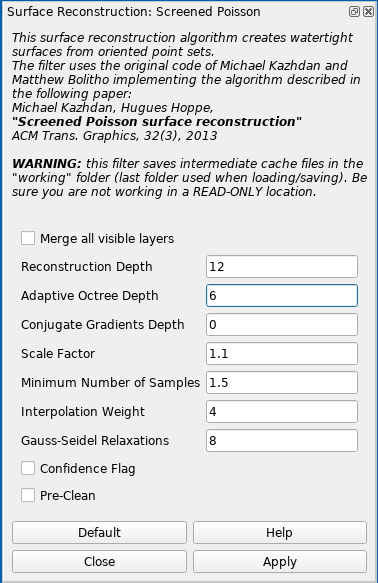 Surface Reconstruction: Screened Poisson
This surface reconstruction algorithm creates watertight
surfaces from oriented point sets.
The filter uses the original code of Michael Kazhdan and
Matthew Bolitho implementing the algorithm described in
the following paper:
Michael Kazhdan, Hugues Hoppe,
"Screened Poisson surface reconstruction"
ACM Trans. Graphics, 32(3), 2013
WARNING: this filter saves intermediate cache files in the
"working" folder (last folder used when loading/saving). Be
sure you are not working in a READ-ONLY location.
Merge all visible layers
Reconstruction Depth 12
Adaptive Octree Depth 6
Conjugate Gradients Depth 0
Scale Factor 1.1
Minimum Number of Samples 1.5
Interpolation Weight 4
Gauss-Seidel Relaxations 8
Confidence Flag
Pre-Clean
Default Help
Close Apply